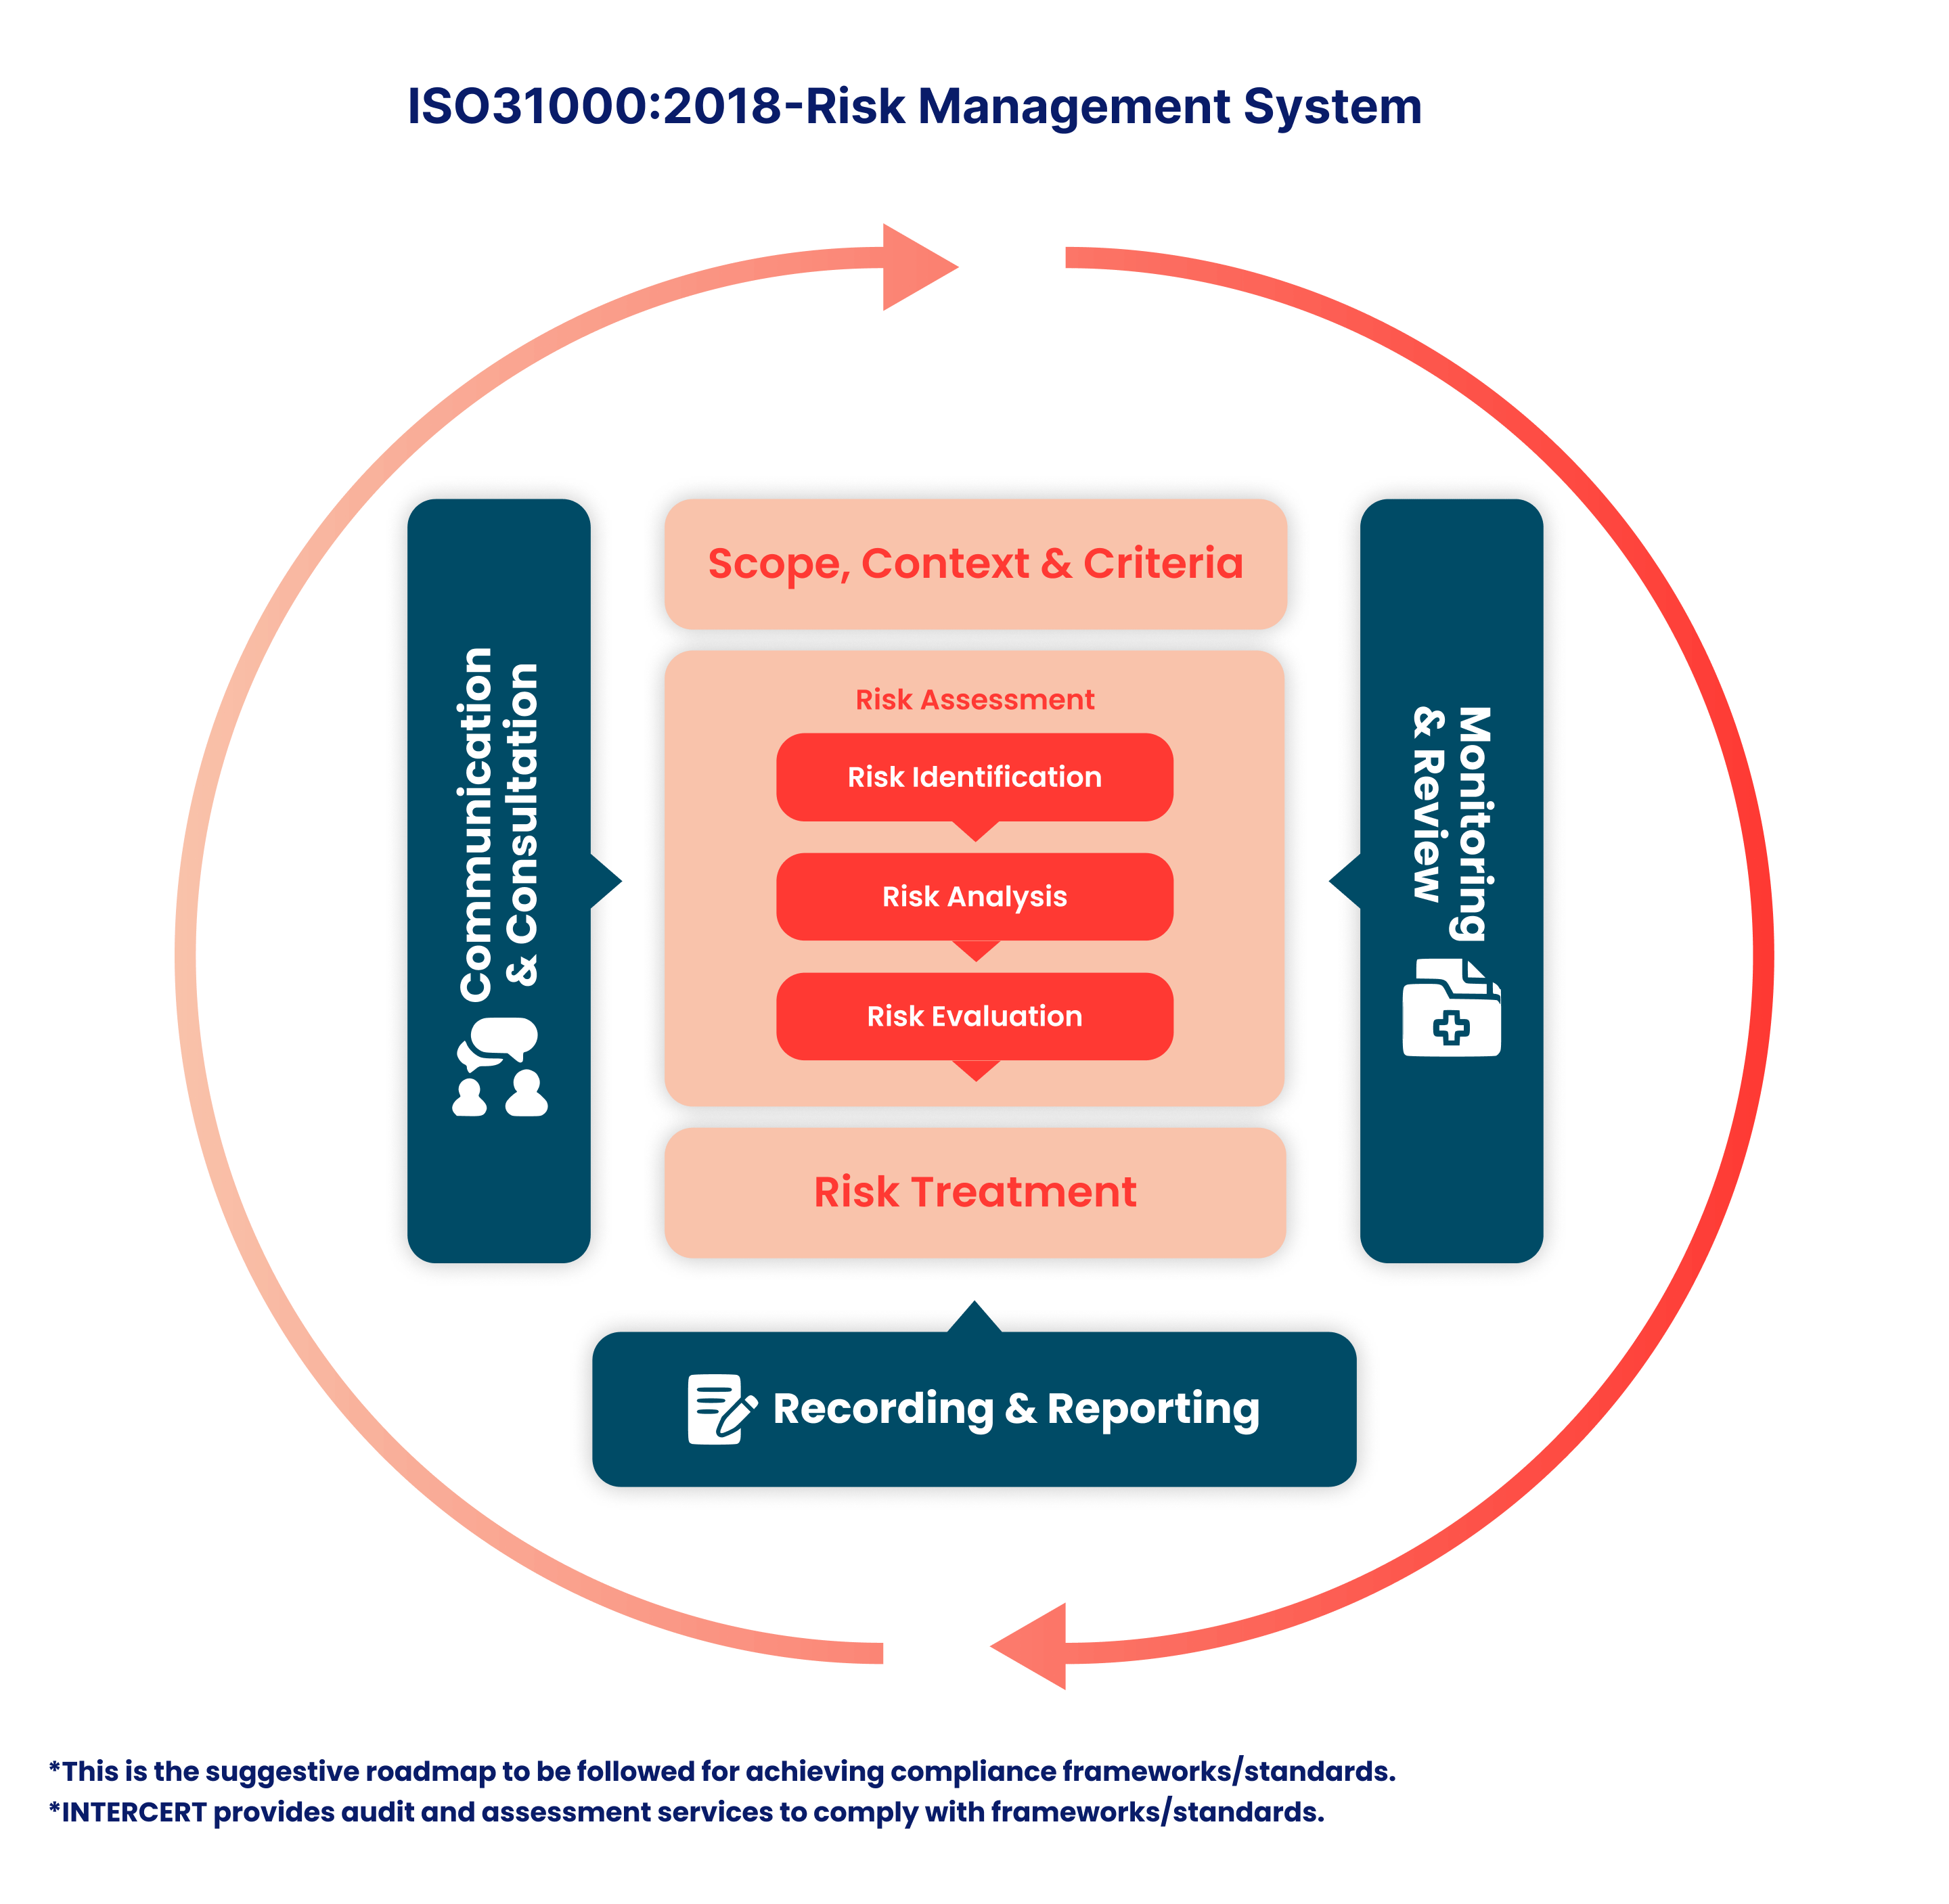 ISO31000:2018-Risk Management System
Communication
& Consultation
Scope, Context & Criteria
Risk Assessment
Risk Identification
Risk Analysis
Risk Evaluation
Risk Treatment
Monitoring
& Review
Recording & Reporting
*This is the suggestive roadmap to be followed for achieving compliance frameworks/standards.
*INTERCERT provides audit and assessment services to comply with frameworks/standards.